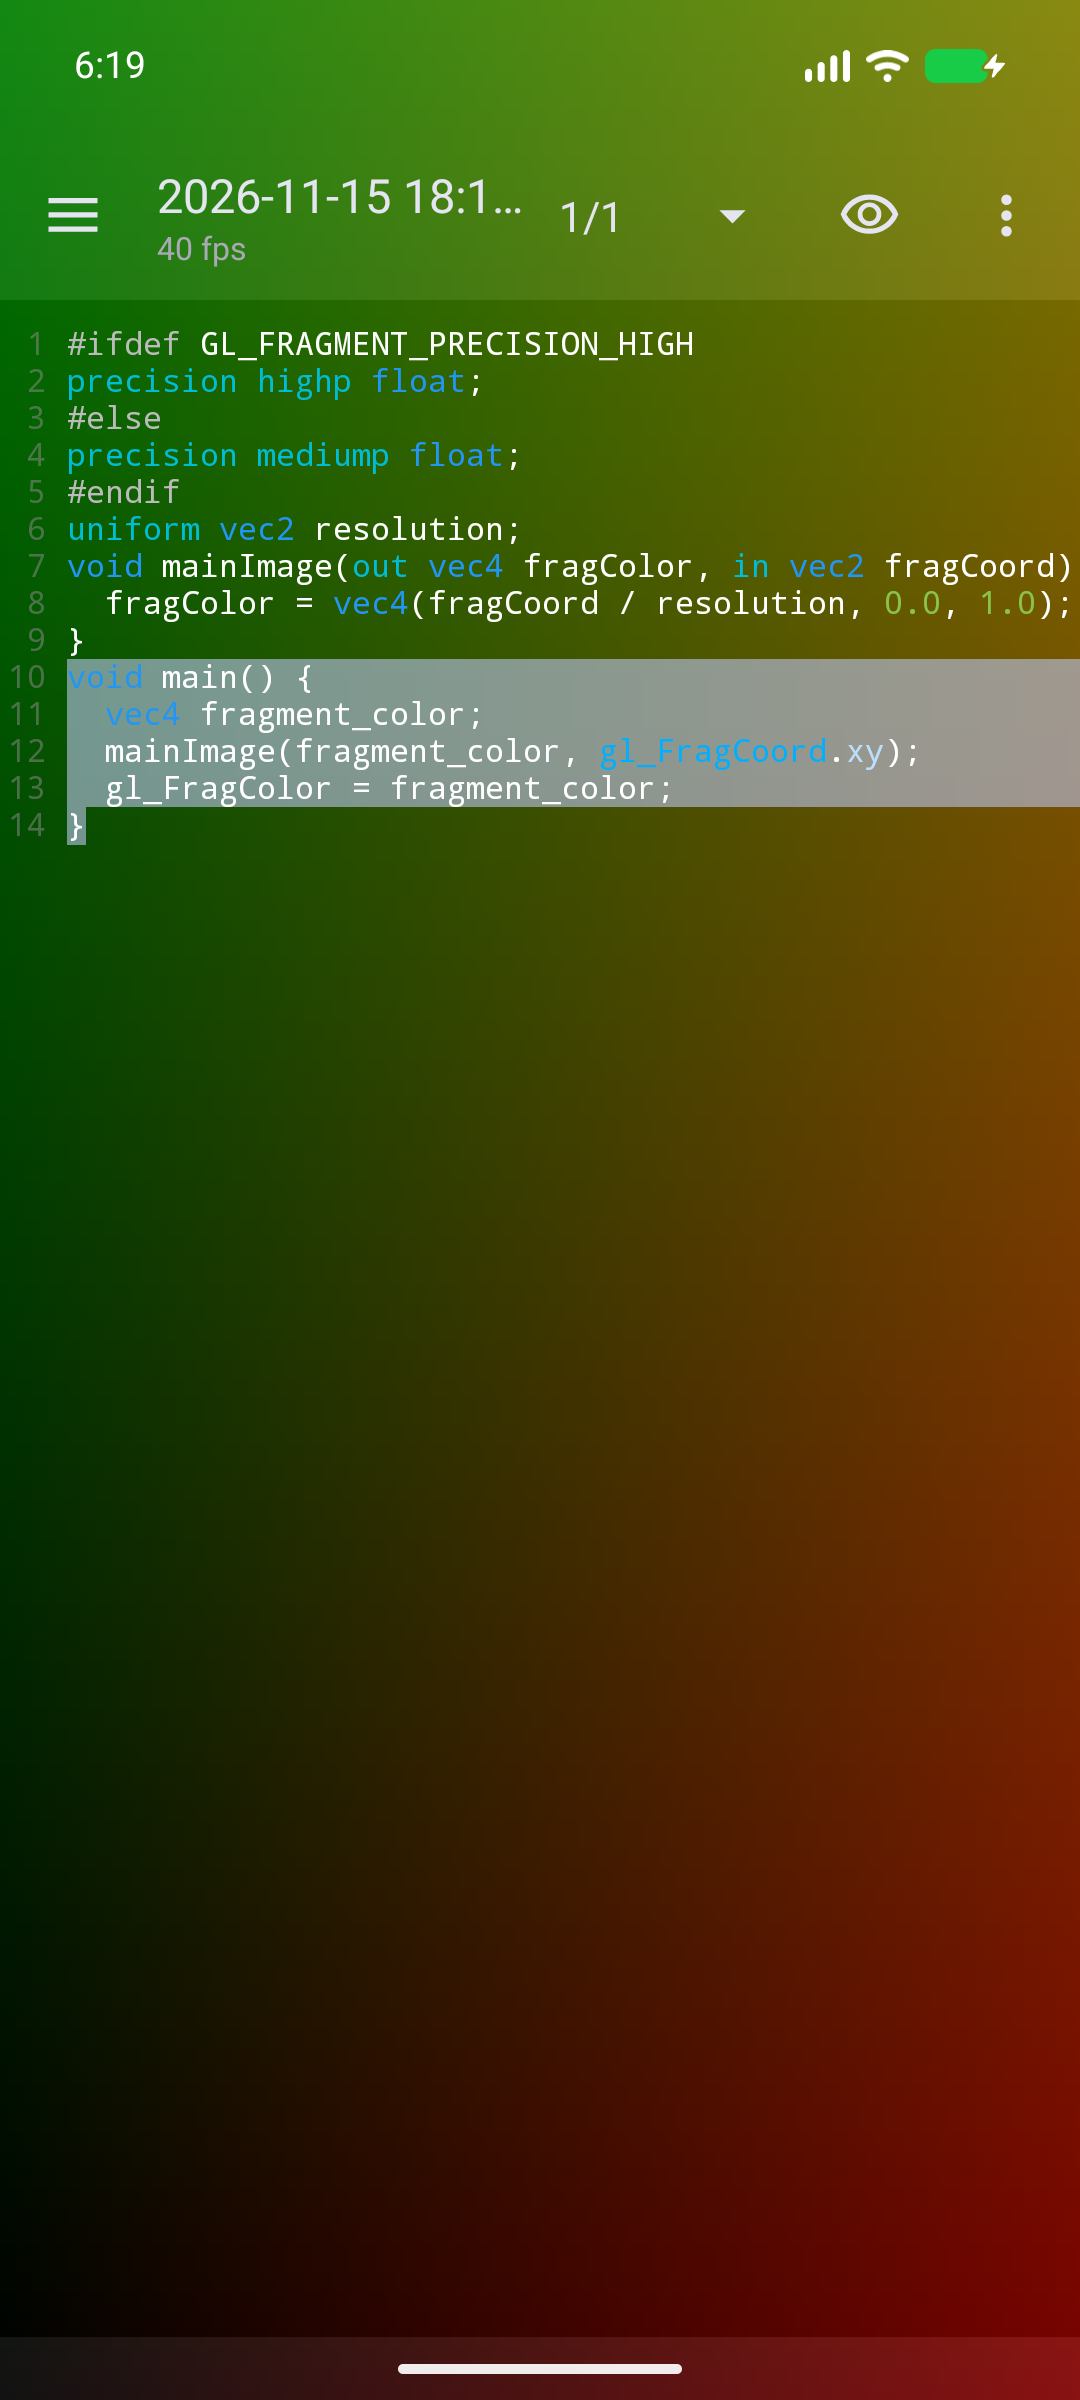 6:19
2026-11-15 18:1… 1/1
40 fps
1 #ifdef GL_FRAGMENT_PRECISION_HIGH
2 precision highp float;
3 #else
4 precision mediump float;
5 #endif
6 uniform vec2 resolution;
7 void mainImage(out vec4 fragColor, in vec2 fragCoord)
8   fragColor = vec4(fragCoord / resolution, 0.0, 1.0);
9 }
10 void main() {
11   vec4 fragment_color;
12   mainImage(fragment_color, gl_FragCoord.xy);
13   gl_FragColor = fragment_color;
14 }